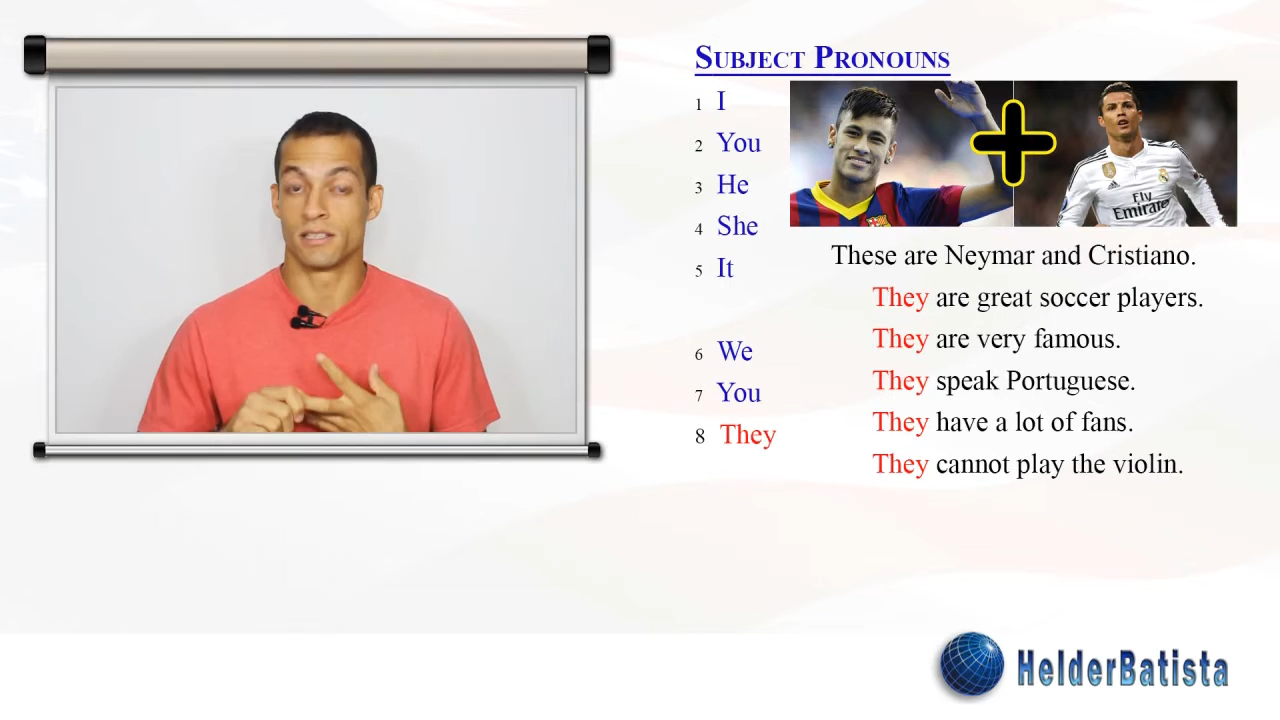 SUBJECT PRONOUNS
1 I
2 You
3 He
4 She
5 It
6 We
7 You
8 They
Fly
Emirates
These are Neymar and Cristiano.
They are great soccer players.
They are very famous.
They speak Portuguese.
They have a lot of fans.
They cannot play the violin.
HelderBatista